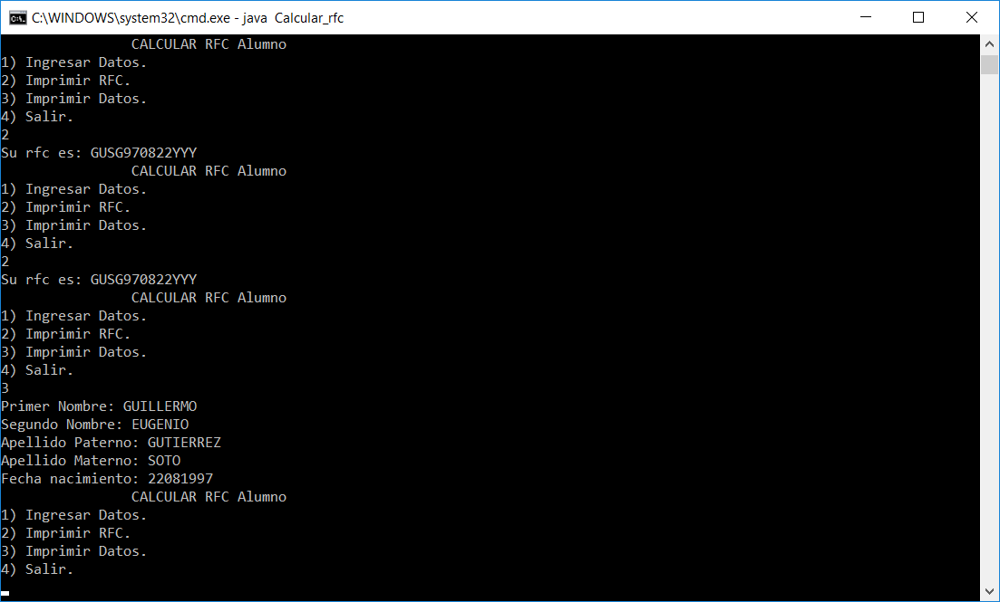 C:\WINDOWS\system32\cmd.exe - java  Calcular_rfc
CALCULAR RFC Alumno
1) Ingresar Datos.
2) Imprimir RFC.
3) Imprimir Datos.
4) Salir.
2
Su rfc es: GUSG970822YYY
CALCULAR RFC Alumno
1) Ingresar Datos.
2) Imprimir RFC.
3) Imprimir Datos.
4) Salir.
2
Su rfc es: GUSG970822YYY
CALCULAR RFC Alumno
1) Ingresar Datos.
2) Imprimir RFC.
3) Imprimir Datos.
4) Salir.
3
Primer Nombre: GUILLERMO
Segundo Nombre: EUGENIO
Apellido Paterno: GUTIERREZ
Apellido Materno: SOTO
Fecha nacimiento: 22081997
CALCULAR RFC Alumno
1) Ingresar Datos.
2) Imprimir RFC.
3) Imprimir Datos.
4) Salir.